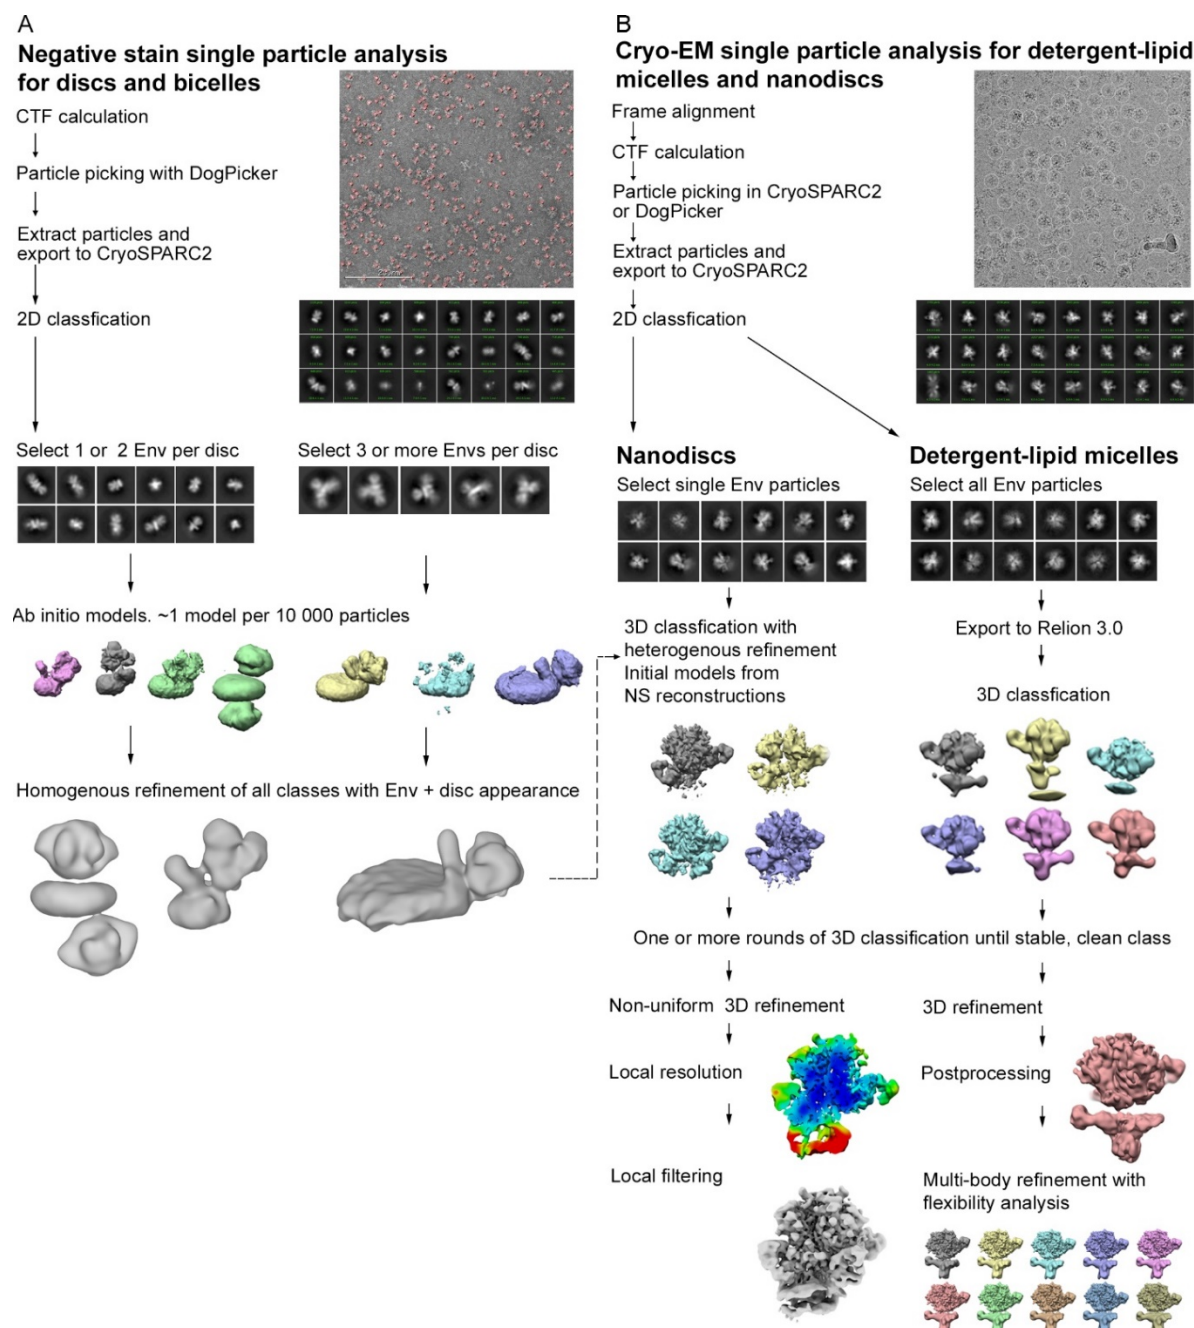 A
Negative stain single particle analysis
for discs and bicelles
CTF calculation
Particle picking with DogPicker
Extract particles and
export to CryoSPARC2
2D classfication
Select 1 or 2 Env per disc
Select 3 or more Envs per disc
Ab initio models. ~1 model per 10 000 particles
Homogenous refinement of all classes with Env + disc appearance
B
Cryo-EM single particle analysis for detergent-lipid
micelles and nanodiscs
Frame alignment
CTF calculation
Particle picking in CryoSPARC2
or DogPicker
Extract particles and
export to CryoSPARC2
2D classfication
Nanodiscs
Select single Env particles
3D classfication with
heterogenous refinement
Initial models from
NS reconstructions
Detergent-lipid micelles
Select all Env particles
Export to Relion 3.0
3D classfication
One or more rounds of 3D classification until stable, clean class
Non-uniform 3D refinement
Local resolution
Local filtering
3D refinement
Postprocessing
Multi-body refinement with
flexibility analysis